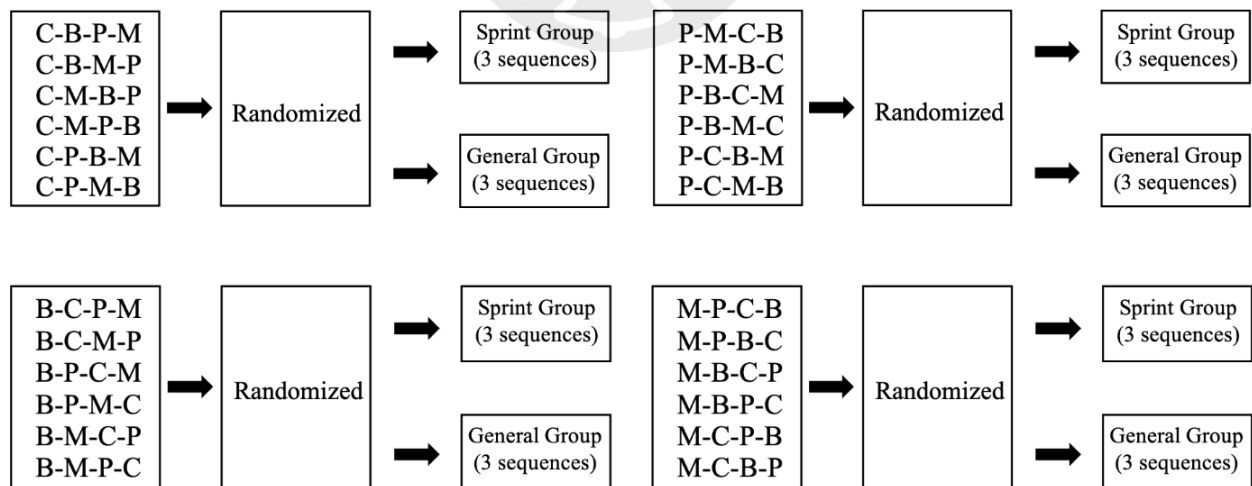 C-B-P-M
C-B-M-P
C-M-B-P
C-M-P-B
C-P-B-M
C-P-M-B
Randomized
Sprint Group
(3 sequences)
General Group
(3 sequences)
P-M-C-B
P-M-B-C
P-B-C-M
P-B-M-C
P-C-B-M
P-C-M-B
Randomized
Sprint Group
(3 sequences)
General Group
(3 sequences)
B-C-P-M
B-C-M-P
B-P-C-M
B-P-M-C
B-M-C-P
B-M-P-C
Randomized
Sprint Group
(3 sequences)
General Group
(3 sequences)
M-P-C-B
M-P-B-C
M-B-C-P
M-B-P-C
M-C-P-B
M-C-B-P
Randomized
Sprint Group
(3 sequences)
General Group
(3 sequences)